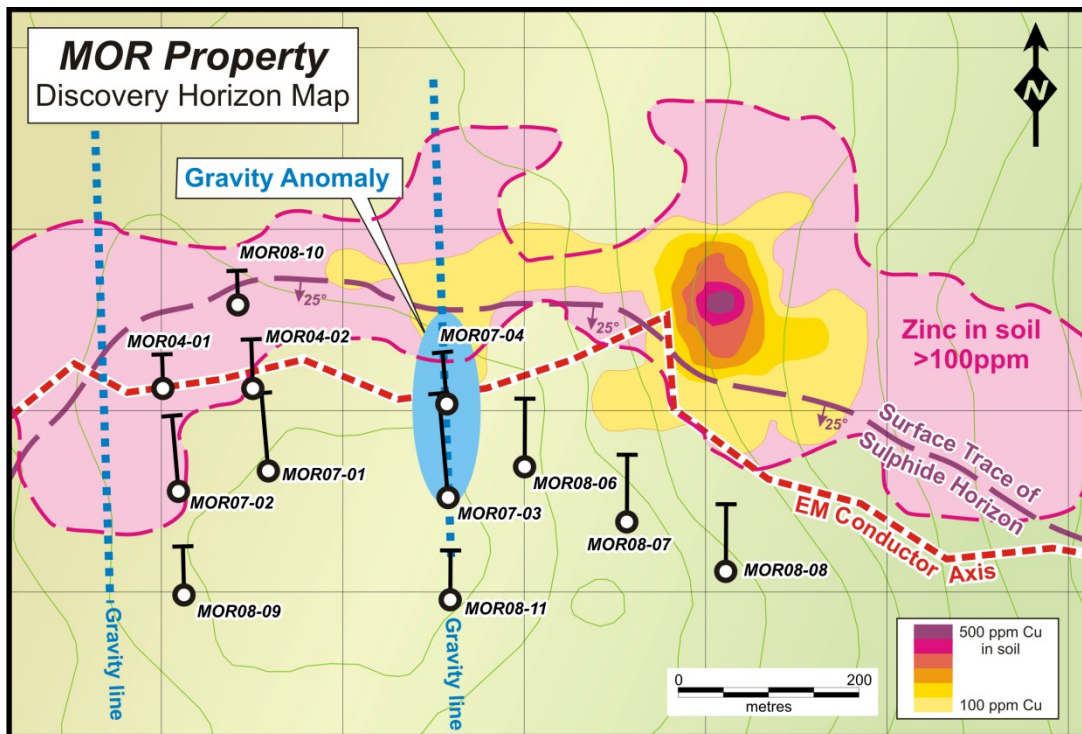 MOR Property
Discovery Horizon Map
N
Gravity Anomaly
MOR08-10
25°
MOR04-01
MOR04-02
MOR07-04
25°
Zinc in soil
>100ppm
25°
Surface Trace of
Sulphide Horizon
MOR07-01
MOR07-02
MOR07-03
MOR08-06
MOR08-07
MOR08-08
EM Conductor
Axis
MOR08-09
MOR08-11
Gravity line
Gravity line
0
200
metres
500 ppm Cu
in soil
100 ppm Cu